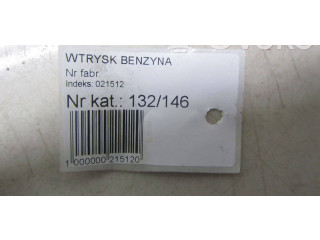 WTRYSK BENZYNA
Nr fabr.
Indeks: 021512
Nr kat.: 132/146
1 000000 215120